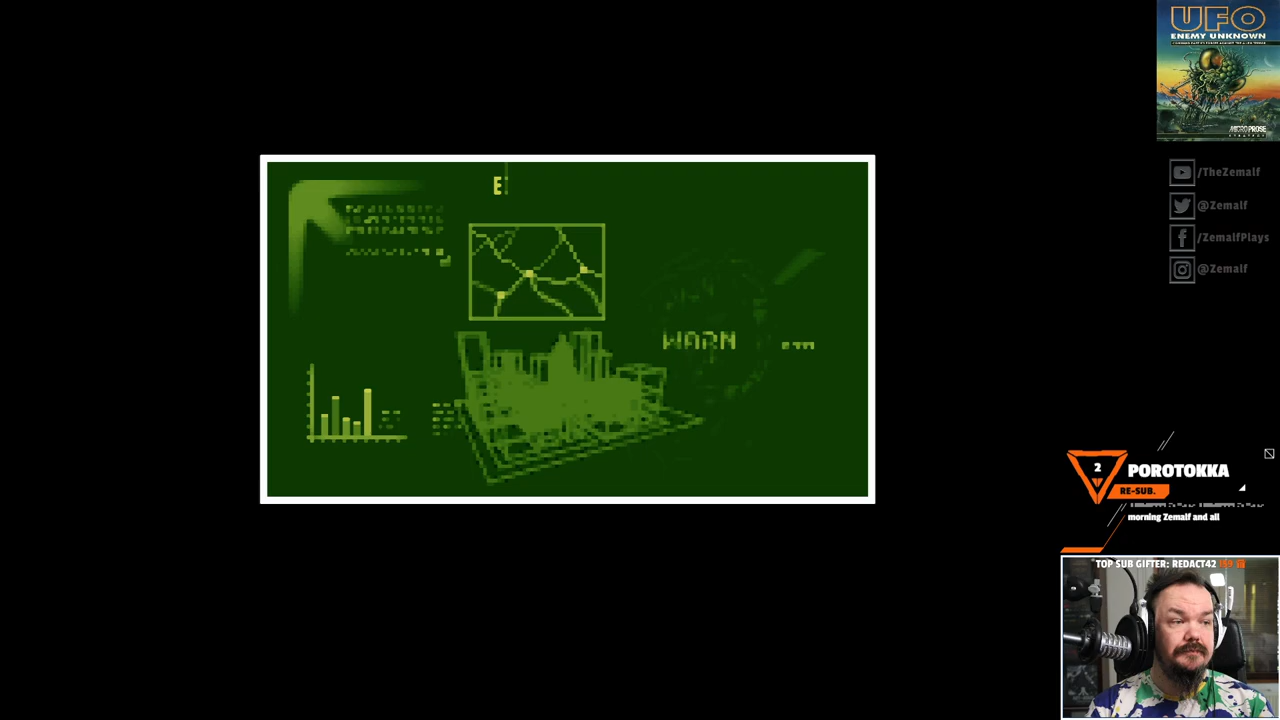 UFO
ENEMY UNKNOWN
MICROPROSE
/TheZemalf
@Zemalf
/ZemalfPlays
@Zemalf
WARN
2
POROTOKKA
RE-SUB.
morning Zemalf and all
TOP SUB GIFTER: REDACT42